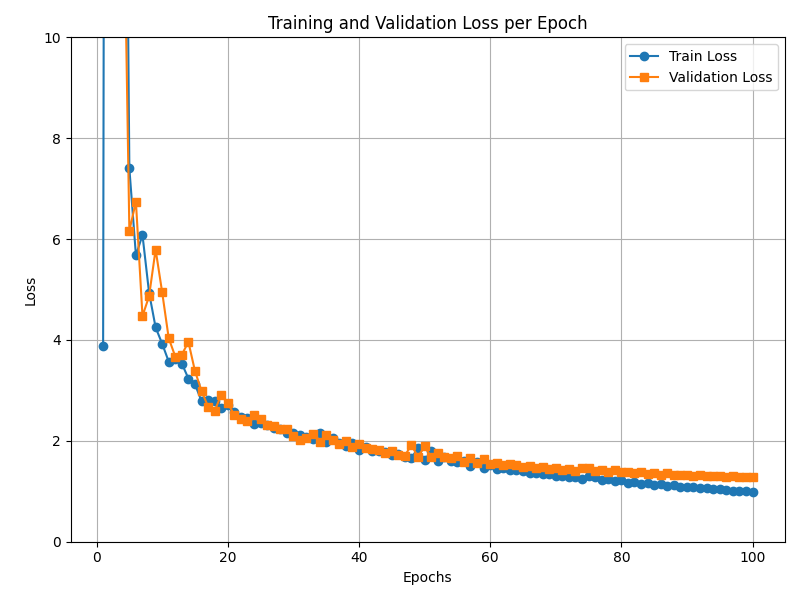 Training and Validation Loss per Epoch
Train Loss
Validation Loss
10
8
6
4
2
0
Loss
0 20 40 60 80 100
Epochs